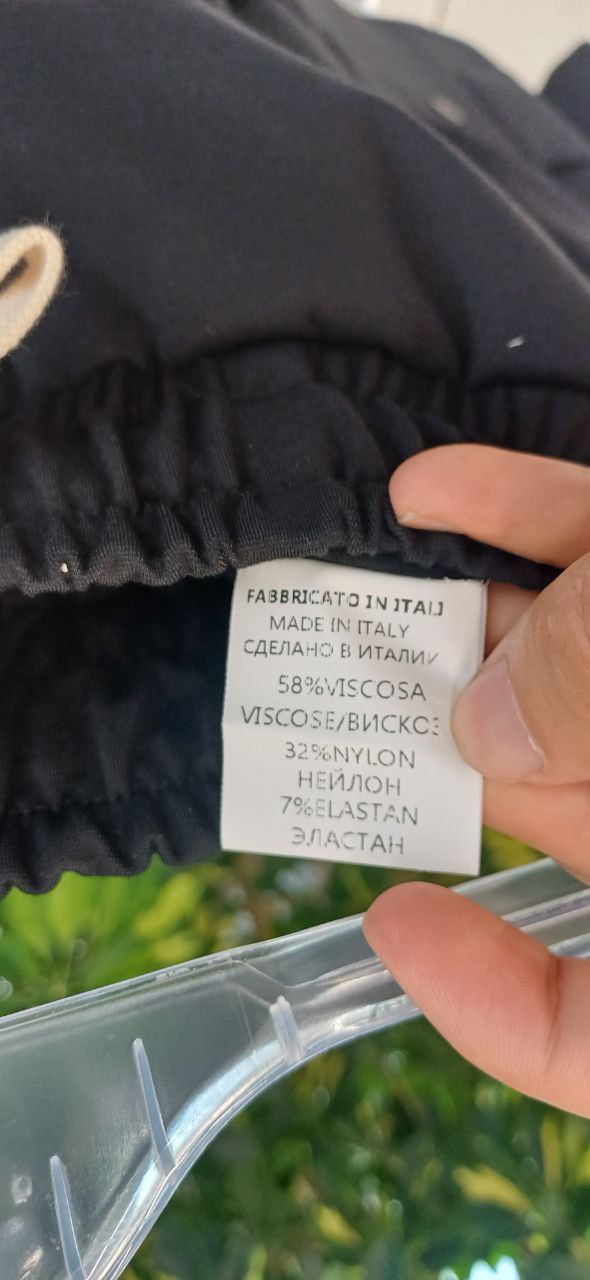 FABBRICATO IN ITALI
MADE IN ITALY
СДЕЛАНО В ИТАЛИИ
58%VISCOSA
VISCOSE/ВИСКОЗ
32%NYLON
НЕЙЛОН
7%ELASTAN
ЭЛАСТАН